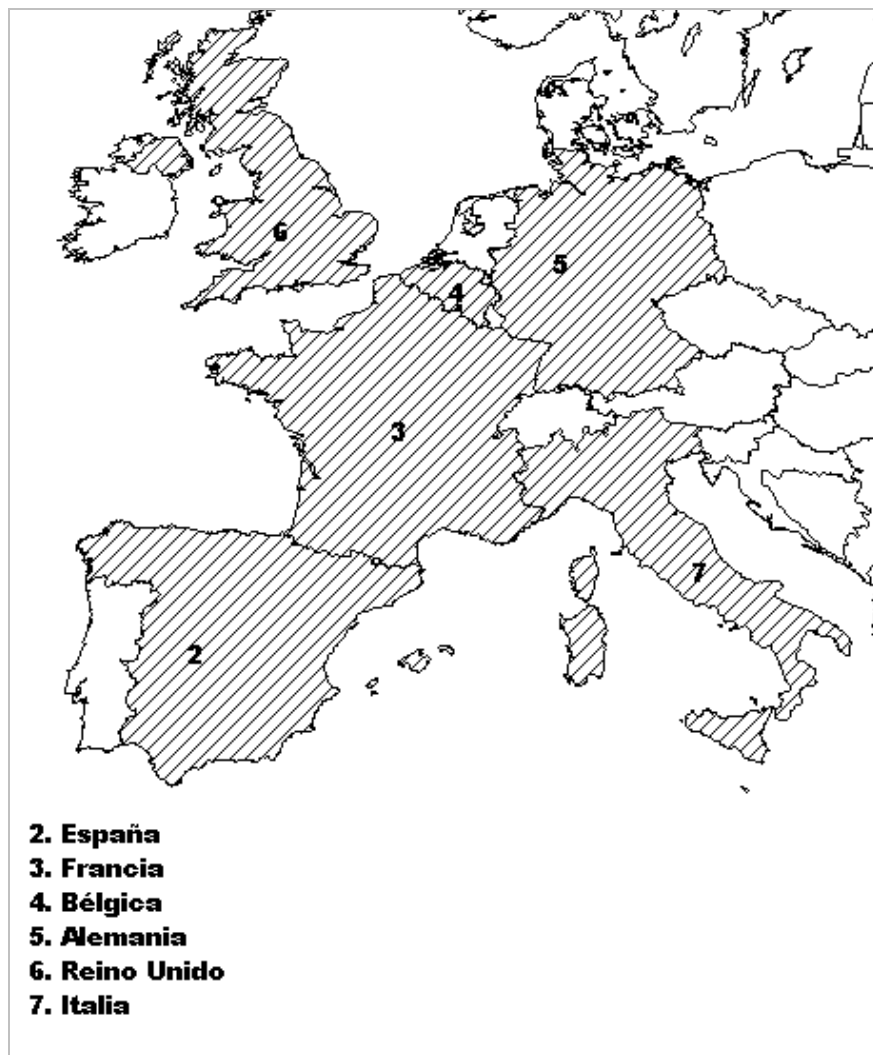 6
5
4
3
7
2
2. España
3. Francia
4. Bélgica
5. Alemania
6. Reino Unido
7. Italia